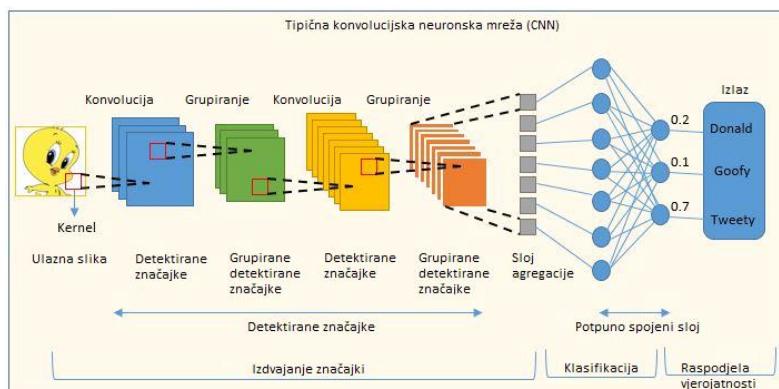 Tipična konvolucijska neuronska mreža (CNN)
Konvolucija
Grupiranje
Konvolucija
Grupiranje
Izlaz
0.2
Donald
0.1
Goofy
0.7
Tweety
Kernel
Ulazna slika
Detektirane
značajke
Grupirane
detektirane
značajke
Detektirane
značajke
Grupirane
detektirane
značajke
Sloj
agregacije
Detektirane značajke
Potpuno spojeni sloj
Izdvajanje značajki
Klasifikacija
Raspodjela
vjerojatnosti